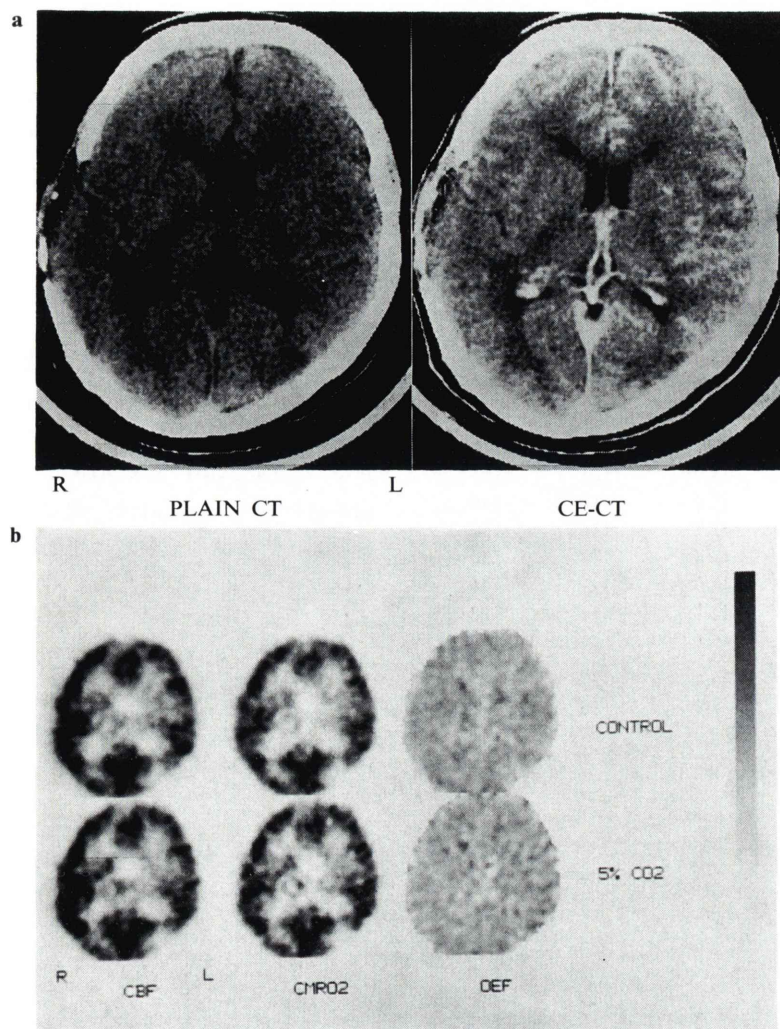 a
R L
PLAIN CT CE-CT
b
CONTROL
5% CO2
R L
CBF CMRO2 OEF